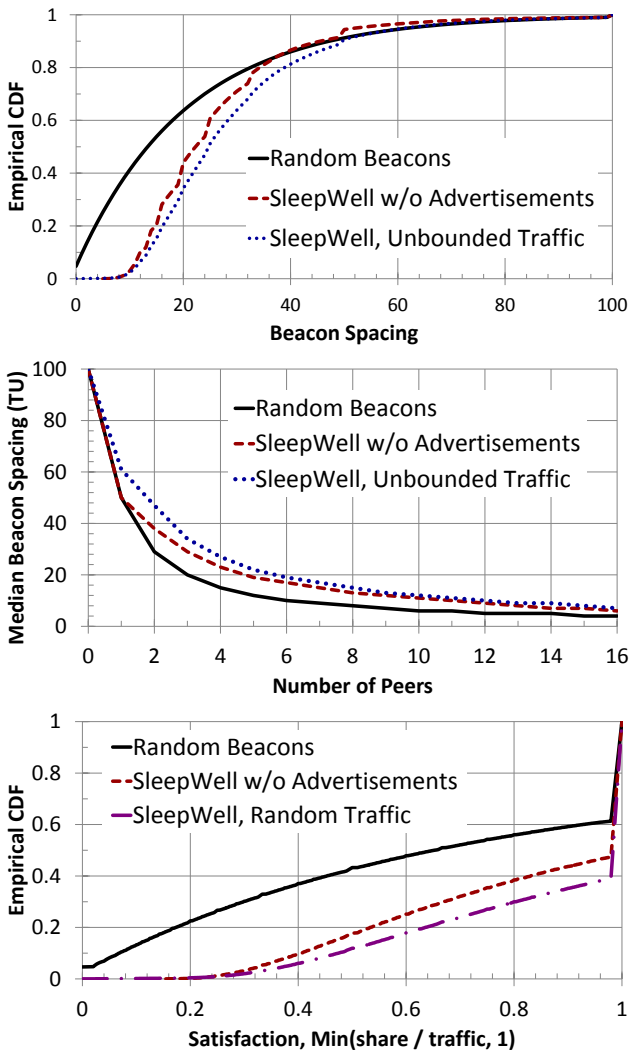 1
0.8
0.6
0.4
0.2
0
Empirical CDF
Random Beacons
SleepWell w/o Advertisements
SleepWell, Unbounded Traffic
0 20 40 60 80 100
Beacon Spacing
100
80
60
40
20
0
Median Beacon Spacing (TU)
Random Beacons
SleepWell w/o Advertisements
SleepWell, Unbounded Traffic
0 2 4 6 8 10 12 14 16
Number of Peers
1
0.8
0.6
0.4
0.2
0
Empirical CDF
Random Beacons
SleepWell w/o Advertisements
SleepWell, Random Traffic
0 0.2 0.4 0.6 0.8 1
Satisfaction, Min(share / traffic, 1)